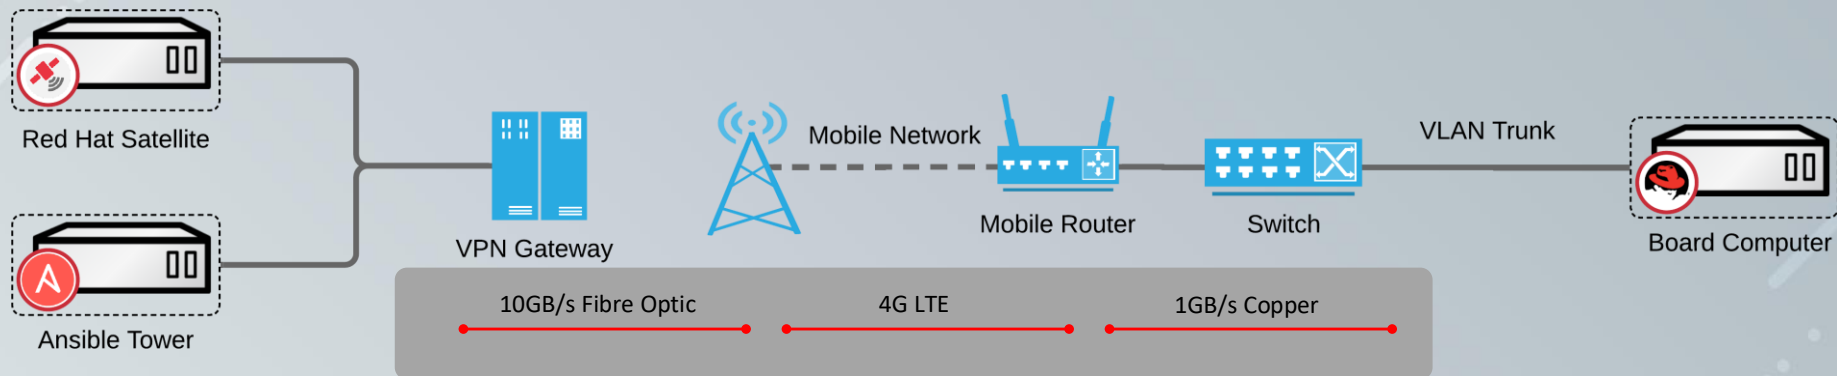 Red Hat Satellite
Ansible Tower
VPN Gateway
Mobile Network
Mobile Router
Switch
VLAN Trunk
Board Computer
10GB/s Fibre Optic
4G LTE
1GB/s Copper